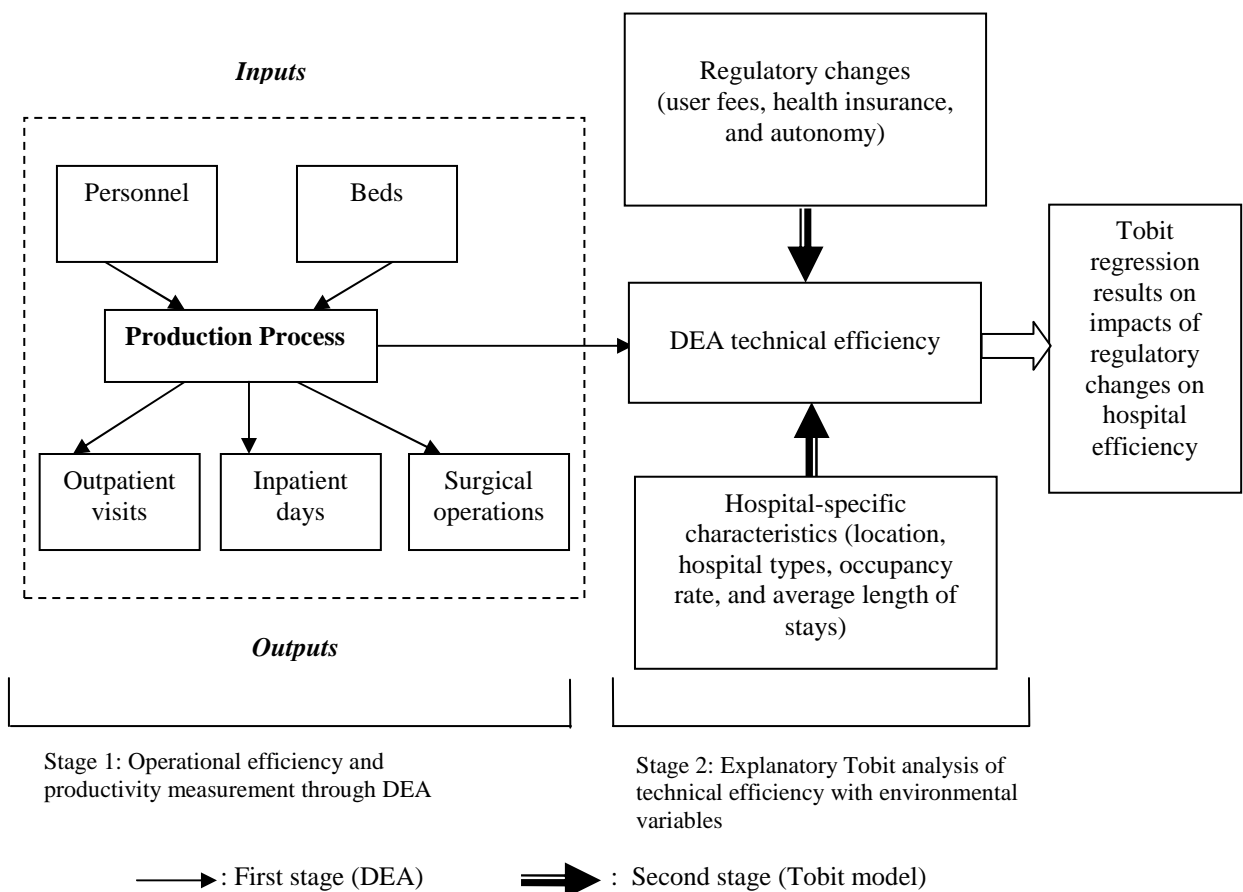 Inputs
Personnel
Beds
Production Process
Outpatient
visits
Inpatient
days
Surgical
operations
Outputs
Regulatory changes
(user fees, health insurance,
and autonomy)
DEA technical efficiency
Hospital-specific
characteristics (location,
hospital types, occupancy
rate, and average length of
stays)
Tobit
regression
results on
impacts of
regulatory
changes on
hospital
efficiency
Stage 1: Operational efficiency and
productivity measurement through DEA
Stage 2: Explanatory Tobit analysis of
technical efficiency with environmental
variables
: First stage (DEA)
: Second stage (Tobit model)